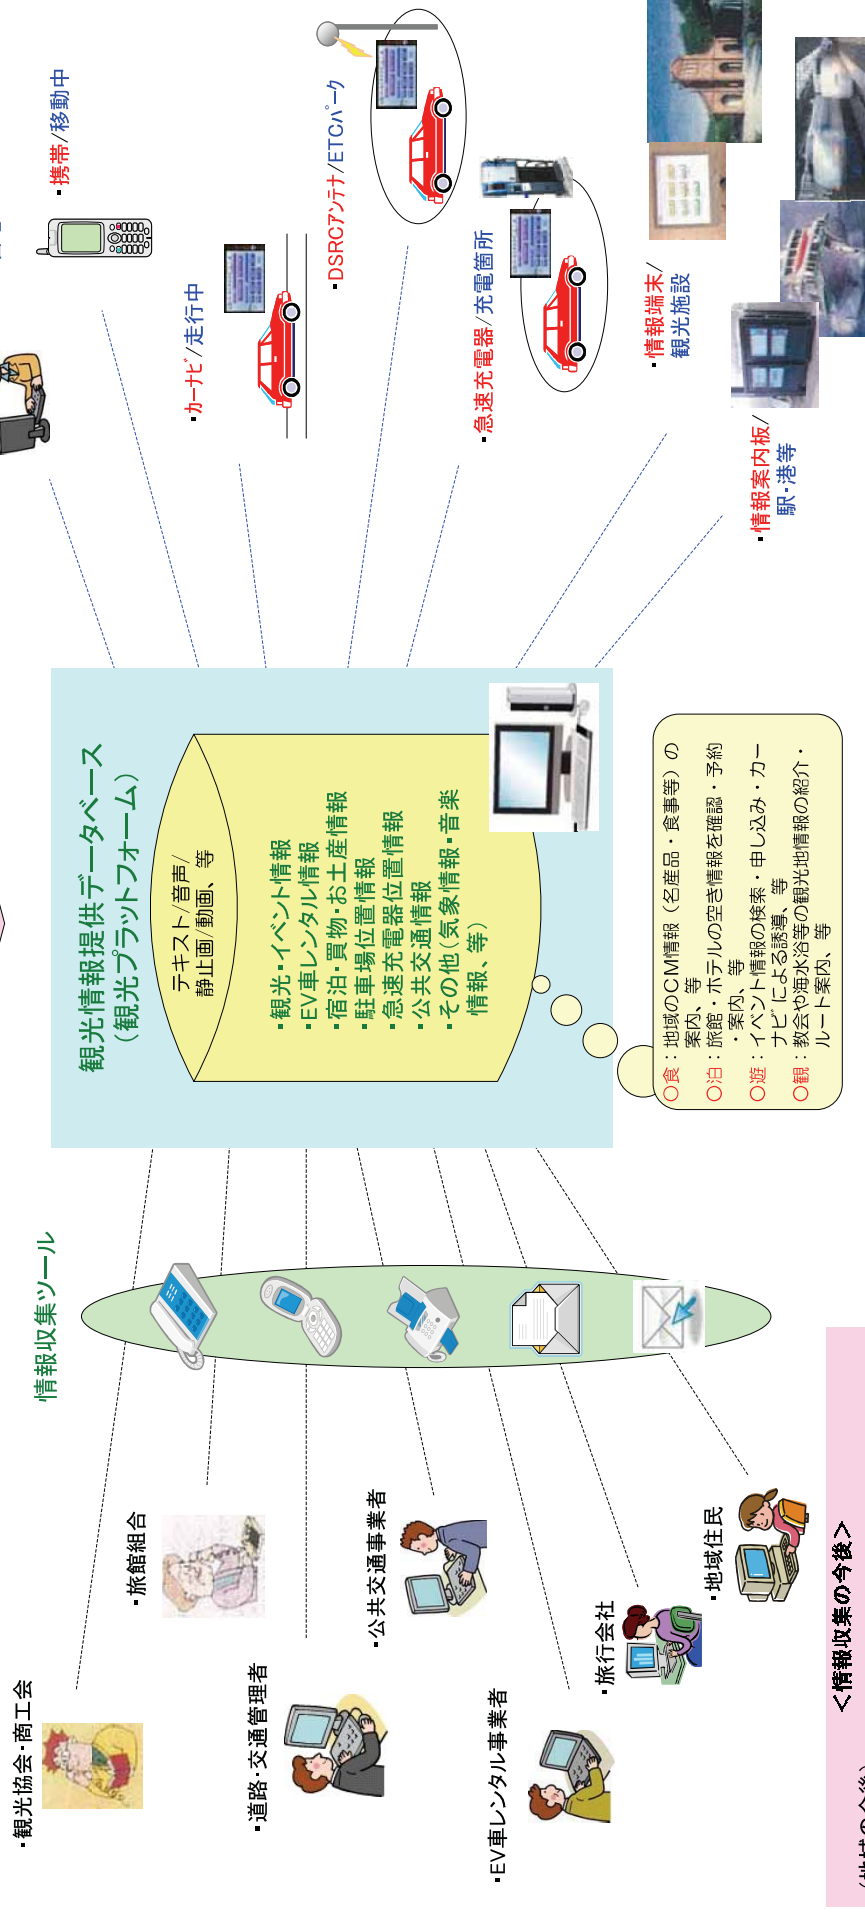 ・携帯/移動中
・カーナビ/走行中
・DSRCアンテナ/ETCパーク
・急速充電器/充電箇所
・情報端末/
観光施設
・情報案内板/
駅・港等
観光情報提供データベース
（観光プラットフォーム）
テキスト/音声/
静止画/動画、等
・観光・イベント情報
・EV車レンタル情報
・宿泊・買物・お土産情報
・駐車場位置情報
・急速充電器位置情報
・公共交通情報
・その他（気象情報・音楽
情報、等）
○食：地域のCM情報（名産品・食事等）の
案内、等
○泊：旅館・ホテルの空き情報を確認・予約
・案内、等
○遊：イベント情報の検索・申し込み・カー
ナビによる誘導、等
○観：教会や海水浴等の観光地情報の紹介・
ルート案内、等
情報収集ツール
・観光協会・商工会
・旅館組合
・道路・交通管理者
・公共交通事業者
・EV車レンタル事業者
・旅行会社
・地域住民
＜情報収集の今後＞